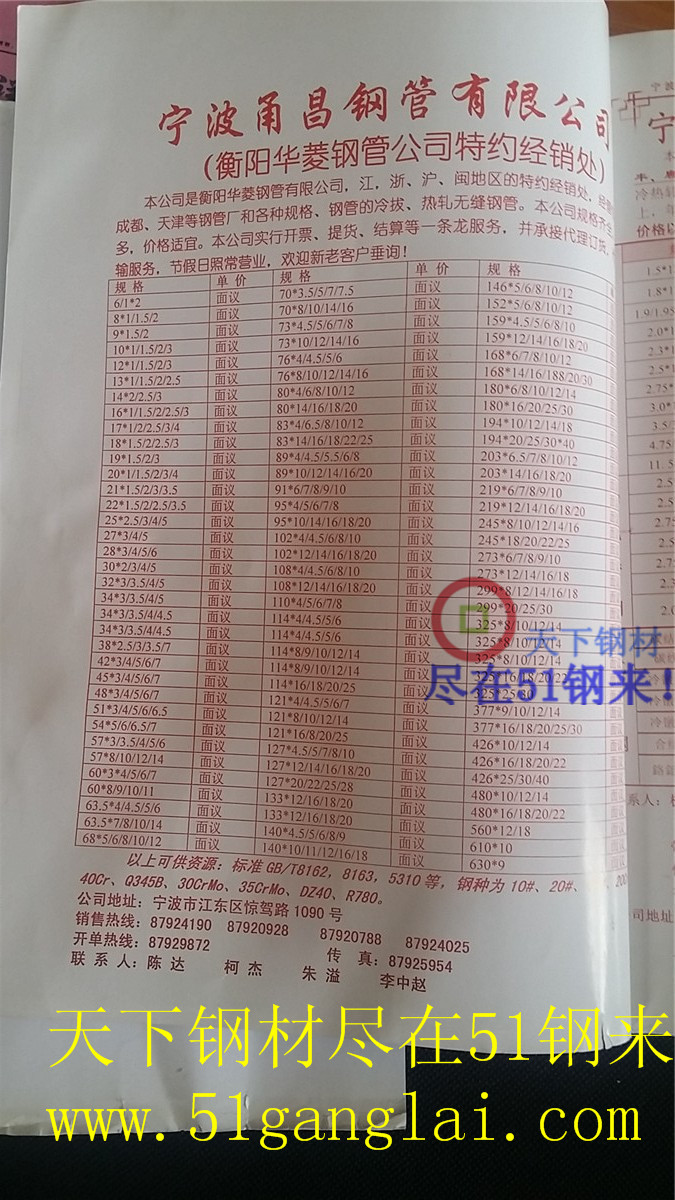 宁波甬昌钢管有限公司
(衡阳华菱钢管公司特约经销处)
本公司是衡阳华菱钢管有限公司，江、浙、沪、闽地区的特约经销处，经营
成都、天津等钢管厂和各种规格、钢管的冷拔、热轧无缝钢管。本公司规格齐全
多，价格适宜。本公司实行开票、提货、结算等一条龙服务，并承接代理订货，
输服务，节假日照常营业，欢迎新老客户垂询！
规 格 单 价 规 格 单 价
6/1*2 面议 70*3.5/5/7/7.5 面议 146*5/6/8/10/12
8*1/1.5/2 面议 70*8/10/14/16 面议 152*5/6/8/10/12
9*1.5/2 面议 73*4.5/5/6/7/8 面议 159*4.5/5/6/8/10
10*1/1.5/2/3 面议 73*10/12/14/16 面议 159*12/14/16/18/20
12*1/1.5/2/3 面议 76*4/4.5/5/6 面议 168*6/7/8/10/12
13*1/1.5/2/2.5 面议 76*8/10/12/14/16 面议 168*14/16/188/20/30
14*2/2.5/3 面议 80*4/6/8/10/12 面议 180*6/8/10/12/14
16*1/1.5/2/2.5/3 面议 80*14/16/18/20 面议 180*16/20/25/30
17*1/2/2.5/3/4 面议 83*4/6.5/8/10/12 面议 194*10/12/14/18
18*1.5/2/2.5/3 面议 83*14/16/18/22/25 面议 194*20/25/30*40
19*1.5/2/3 面议 89*4/4.5/5.5/6/8 面议 203*6.5/7/8/10/12
20*1/1.5/2/3/4 面议 89*10/12/14/16/20 面议 203*14/16/18/20
21*1.5/2/3/3.5 面议 91*6/7/8/9/10 面议 219*6/7/8/9/10
22*1.5/2/2.5/3.5 面议 95*4/5/6/7/8 面议 219*12/14/16/18/20
25*2.5/3/4/5 面议 95*10/14/16/18/20 面议 245*8/10/12/14/16
27*3/4/5 面议 102*4/4.5/6/8/10 面议 245*18/20/22/25
28*3/4/5/6 面议 102*12/14/16/18/20 面议 273*6/7/8/9/10
30*2/3/4/5 面议 108*4/4.5/6/8/10 面议 273*12/14/16/18
32*3/3.5/4/5 面议 108*12/14/16/18/20 面议 299*8/10/12/14/16
34*3/3.5/4/5 面议 110*4/5/6/7/8 面议 299*20/25/30
34*3/3.5/4/4.5 面议 114*4/4.5/5/6 面议 325*8/10/12/14
34*3/3.5/4/4.5 面议 114*4/4.5/5/6 面议 325*8/10
38*2.5/3/3.5/7 面议 114*8/9/10/12/14 面议 325*8/10/12/14
42*3/4/5/6/7 面议 114*8/9/10/12/14 面议 16/18/20/22
45*3/4/5/6/7 面议 114*16/18/20/25 面议
48*3/4/5/6/7 面议 121*4/4.5/5/6/7 面议 377*9/10/12/14
51*3/4/5/6/6.5 面议 121*8/10/12/14 面议 377*16/18/20/25/30
54*5/6/6.5/7 面议 121*16/8/20/25 面议 426*10/12/14
57*3/3.5/4/5/6 面议 127*4.5/5/7/8/10 面议 426*16/18/20/22
57*8/10/12/14 面议 127*12/14/16/18/20 面议 426*25/30/40
60*3*4/5/6/7 面议 127*20/22/25/28 面议 480*10/12/14
60*8/9/10/11 面议 133*12/16/18/20 面议 480*16/18/20/22
63.5*4/4.5/5/6 面议 133*12/16/18/20 面议 560*12/18
63.5*7/8/10/14 面议 140*4.5/5/6/8/9 面议 610*10
68*5/6/8/10/12 面议 140*10/11/12/16/18 面议 630*9
以上可供资源：标准GB/T8162，8163，5310等，钢种为10#、20#、
40Cr、Q345B、30CrMo、35CrMo、DZ40、R780。
公司地址：宁波市江东区惊驾路1090号
销售热线：87924190 87920928 87920788 87924025
开单热线：87929872 传 真：87925954
联 系 人：陈 达 柯 杰 朱 溢 李中赵
天下钢材
尽在51钢来！
天下钢材尽在51钢来
www.51ganglai.com